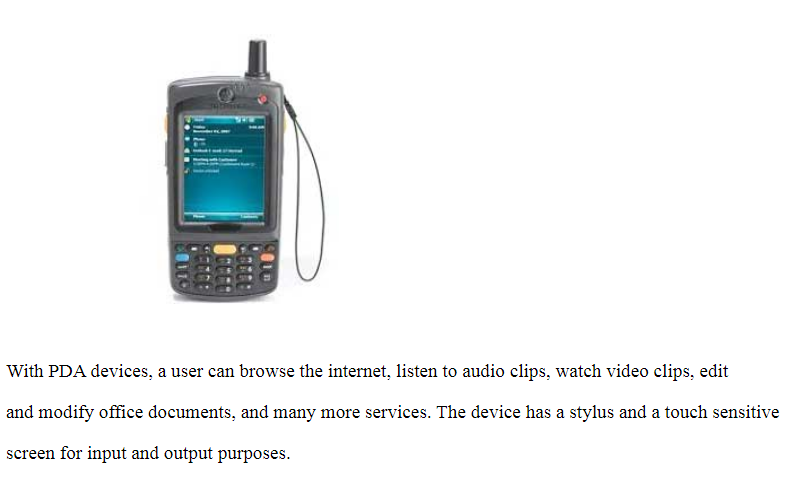 With PDA devices, a user can browse the internet, listen to audio clips, watch video clips, edit
and modify office documents, and many more services. The device has a stylus and a touch sensitive
screen for input and output purposes.